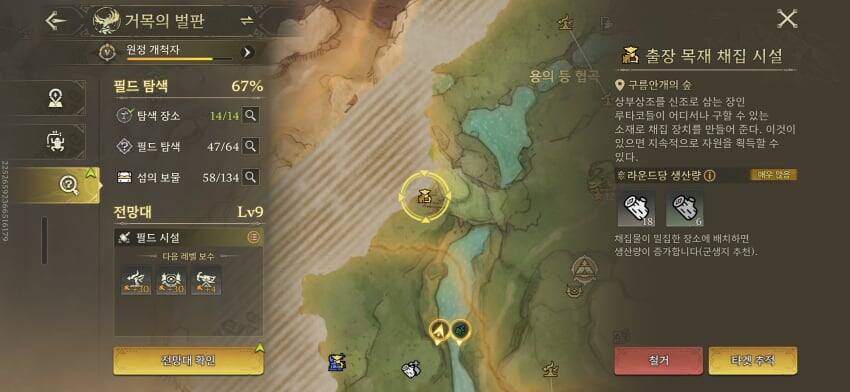 거목의 벌판
원정 개척자
필드 탐색 67%
탐색 장소 14/14
필드 탐색 47/64
섬의 보물 58/134
전망대 Lv9
필드 시설
다음 레벨 보수
+30
+30
+4
전망대 확인
22526592366516179
용의 등 협곡
출장 목재 채집 시설
구름안개의 숲
상부상조를 신조로 삼는 장인
루타코들이 어디서나 구할 수 있는
소재로 채집 장치를 만들어 준다. 이것이
있으면 지속적으로 자원을 획득할 수
있다.
라운드당 생산량 매우 많음
18
6
채집물이 밀집한 장소에 배치하면
생산량이 증가합니다(군생지 추천).
철거
타겟 추적